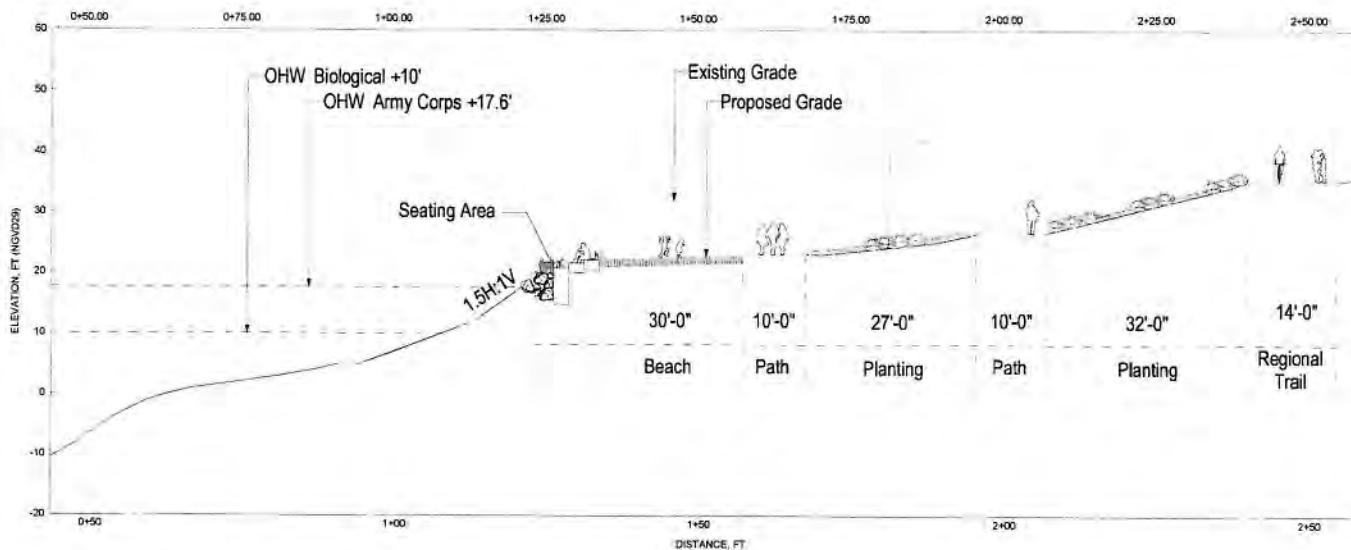 0+50.00 0+75.00 1+00.00 1+25.00 1+50.00 1+75.00 2+00.00 2+25.00 2+50.00
60
OHW Biological +10'
Existing Grade
50
OHW Army Corps +17.6'
Proposed Grade
40
30
Seating Area
20
1.5H:1V
10
30'-0" 10'-0" 27'-0" 10'-0" 32'-0" 14'-0"
Beach Path Planting Path Planting Regional Trail
0
-10
-20
ELEVATION, FT (NGVD29)
0+50 1+00 1+50 2+00 2+50
DISTANCE, FT